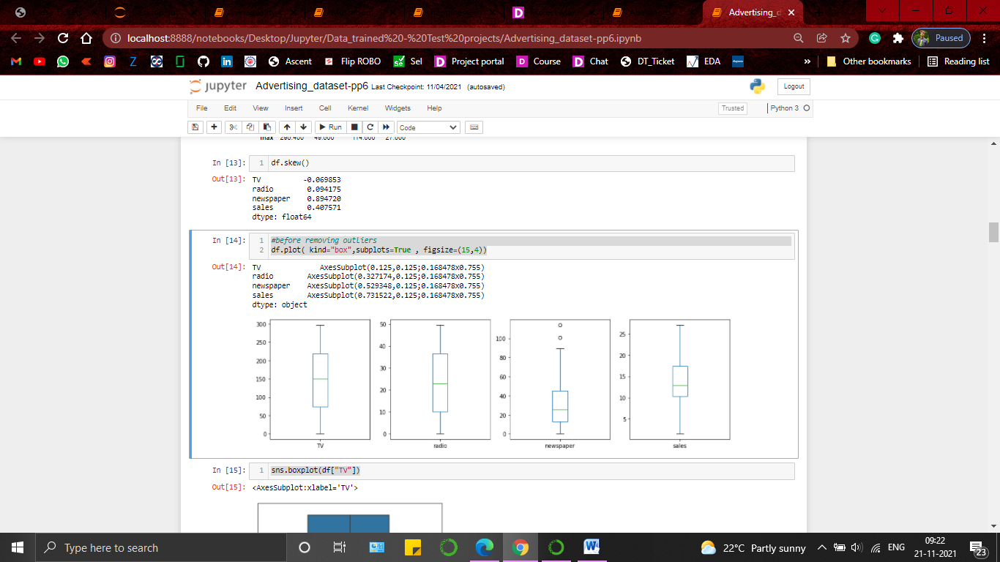 Advertising_d
localhost:8888/notebooks/Desktop/Jupyter/Data_trained%20-%20Test%20projects/Advertising_dataset-pp6.ipynb
Paused
Ascent
Flip ROBO
Sel
Project portal
Course
Chat
DT_Ticket
EDA
»
Other bookmarks
Reading list
jupyter Advertising_dataset-pp6 Last Checkpoint: 11/04/2021 (autosaved)
Logout
File Edit View Insert Cell Kernel Widgets Help
Trusted
Python 3
Run
Code
max 296.400 49.600 114.000 27.000
In [13]: 1 df.skew()
Out[13]: TV -0.069853
radio 0.094175
newspaper 0.894720
sales 0.407571
dtype: float64
In [14]: 1 #before removing outliers
2 df.plot( kind="box",subplots=True , figsize=(15,4))
Out[14]: TV AxesSubplot(0.125,0.125;0.168478x0.755)
radio AxesSubplot(0.327174,0.125;0.168478x0.755)
newspaper AxesSubplot(0.529348,0.125;0.168478x0.755)
sales AxesSubplot(0.731522,0.125;0.168478x0.755)
dtype: object
300
250
200
150
100
50
0
TV
50
40
30
20
10
0
radio
100
80
60
40
20
0
newspaper
25
20
15
10
5
sales
In [15]: 1 sns.boxplot(df["TV"])
Out[15]: <AxesSubplot:xlabel='TV'>
Type here to search
22°C Partly sunny
ENG
09:22
21-11-2021
23